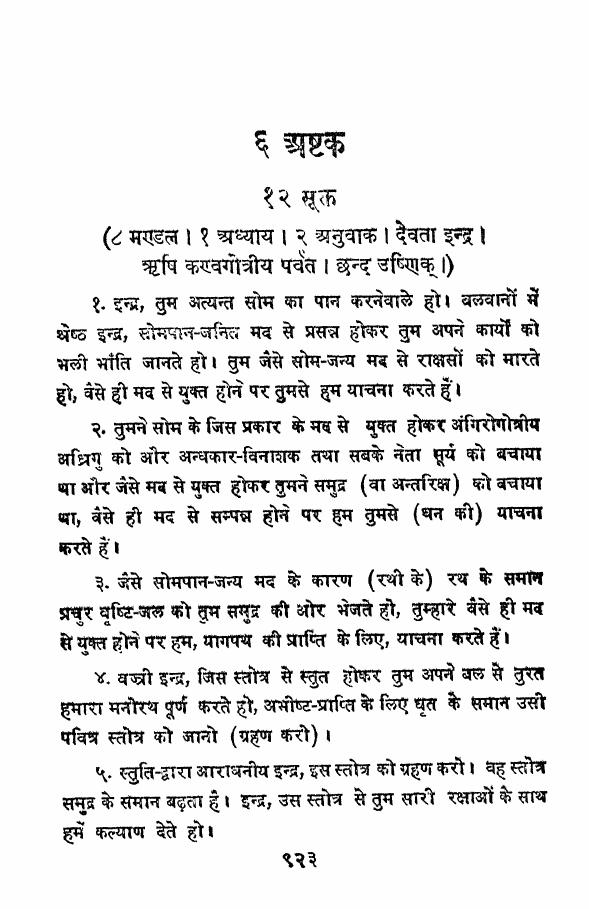 ६ अष्टक
१२ सूक्त
(८ मण्डल। १ अध्याय। २ अनुवाक। देवता इन्द्र।
ऋषि कण्वगोत्रीय पर्वत। छन्द उष्णिक्।)
१. इन्द्र, तुम अत्यन्त सोम का पान करनेवाले हो। बलवानों में
श्रेष्ठ इन्द्र, सोमपान-जनित मद से प्रसन्न होकर तुम अपने कार्यों को
भली भाँति जानते हो। तुम जैसे सोम-जन्य मद से राक्षसों को मारते
हो, वैसे ही मद से युक्त होने पर तुमसे हम याचना करते हैं।
२. तुमने सोम के जिस प्रकार के मद से युक्त होकर अंगिरोगोत्रीय
अध्रिगु को और अन्धकार-विनाशक तथा सबके नेता सूर्य को बचाया
था और जैसे मद से युक्त होकर तुमने समुद्र (वा अन्तरिक्ष) को बचाया
था, वैसे ही मद से सम्पन्न होने पर हम तुमसे (धन की) याचना
करते हैं।
३. जैसे सोमपान-जन्य मद के कारण (रथी के) रथ के समान
प्रचुर वृष्टि-जल को तुम समुद्र की ओर भेजते हो, तुम्हारे वैसे ही मद
से युक्त होने पर हम, यागपथ की प्राप्ति के लिए, याचना करते हैं।
४. वज्री इन्द्र, जिस स्तोत्र से स्तुत होकर तुम अपने बल से तुरत
हमारा मनोरथ पूर्ण करते हो, अभीष्ट-प्राप्ति के लिए घृत के समान उसी
पवित्र स्तोत्र को जानो (ग्रहण करो)।
५. स्तुति-द्वारा आराधनीय इन्द्र, इस स्तोत्र को ग्रहण करो। वह स्तोत्र
समुद्र के समान बढ़ता है। इन्द्र, उस स्तोत्र से तुम सारी रक्षाओं के साथ
हमें कल्याण देते हो।
९२३